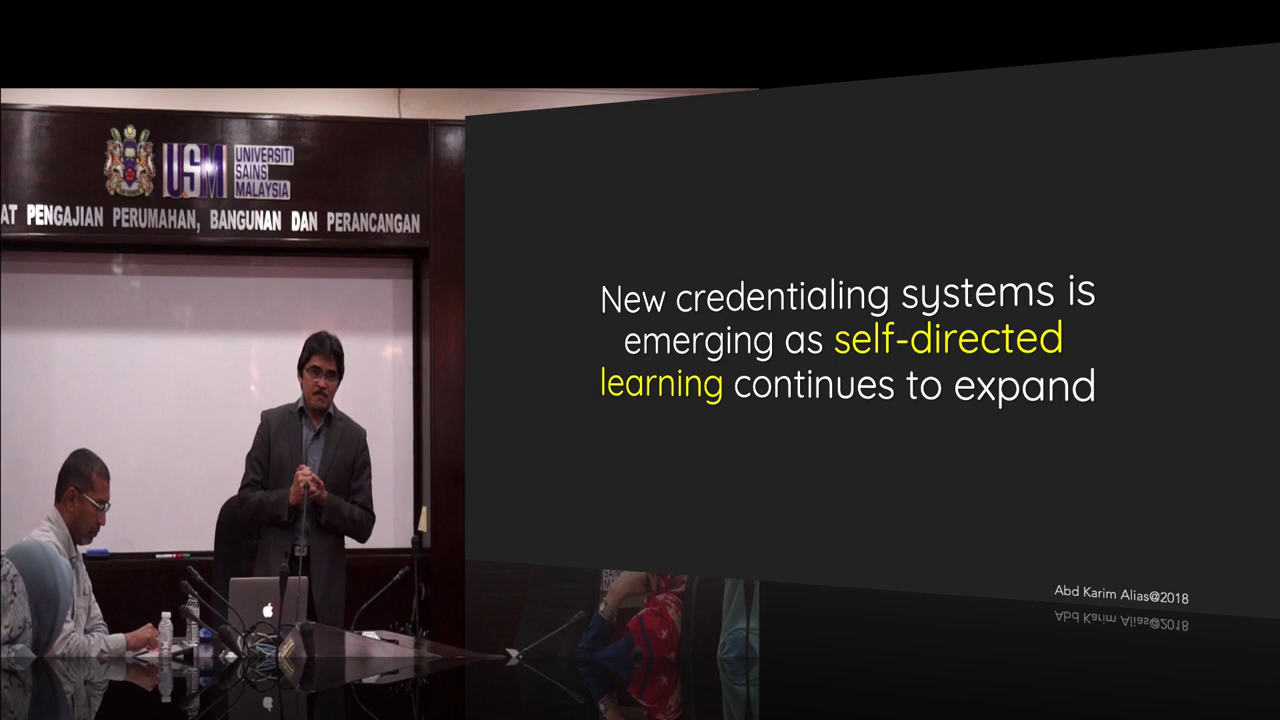 USM
UNIVERSITI
SAINS
MALAYSIA
AT PENGAJIAN PERUMAHAN, BANGUNAN DAN PERANCANGAN
New credentialing systems is
emerging as self-directed
learning continues to expand
Abd Karim Alias@2018